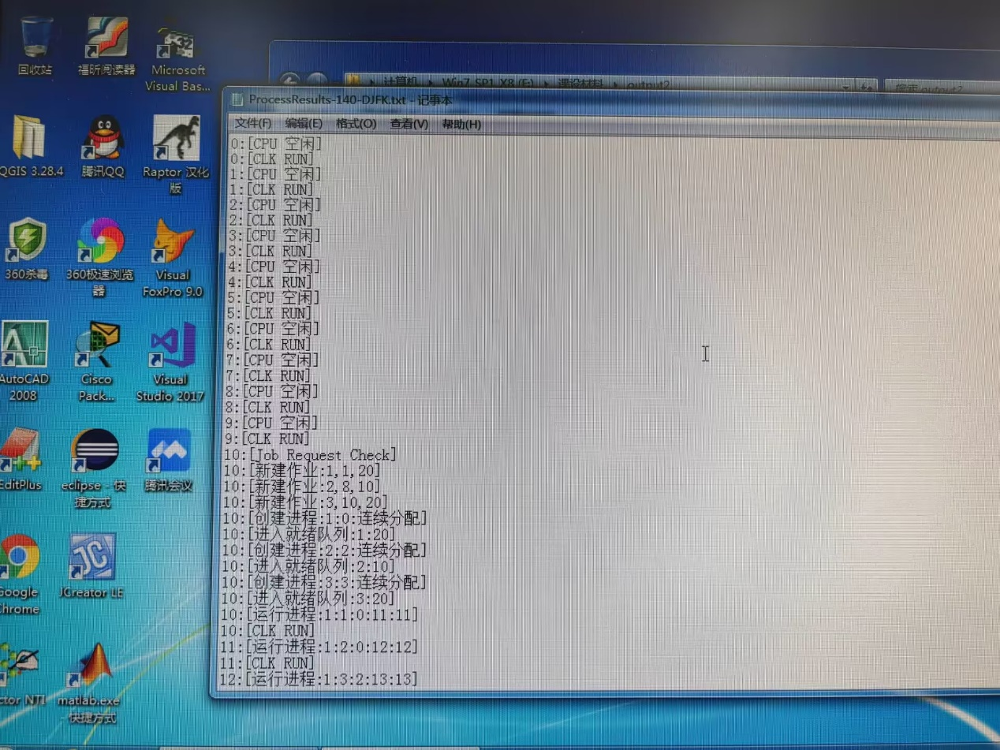 回收站
福昕阅读器
Microsoft
Visual Bas...
QGIS 3.28.4
腾讯QQ
Raptor 汉化
版
360杀毒
360极速浏览
器
Visual
FoxPro 9.0
AutoCAD
2008
Cisco
Pack...
Visual
Studio 2017
EditPlus
eclipse - 快
捷方式
腾讯会议
Google
Chrome
JCreator LE
ctor NTI
matlab.exe
- 快捷方式
计算机 Win7_SP1_X8 (E:) 课设材料 output2
搜索 output2
ProcessResults-140-DJFK.txt - 记事本
文件(F) 编辑(E) 格式(O) 查看(V) 帮助(H)
0:[CPU 空闲]
0:[CLK RUN]
1:[CPU 空闲]
1:[CLK RUN]
2:[CPU 空闲]
2:[CLK RUN]
3:[CPU 空闲]
3:[CLK RUN]
4:[CPU 空闲]
4:[CLK RUN]
5:[CPU 空闲]
5:[CLK RUN]
6:[CPU 空闲]
6:[CLK RUN]
7:[CPU 空闲]
7:[CLK RUN]
8:[CPU 空闲]
8:[CLK RUN]
9:[CPU 空闲]
9:[CLK RUN]
10:[Job Request Check]
10:[新建作业:1,1,20]
10:[新建作业:2,8,10]
10:[新建作业:3,10,20]
10:[创建进程:1:0:连续分配]
10:[进入就绪队列:1:20]
10:[创建进程:2:2:连续分配]
10:[进入就绪队列:2:10]
10:[创建进程:3:3:连续分配]
10:[进入就绪队列:3:20]
10:[运行进程:1:1:0:11:11]
10:[CLK RUN]
11:[运行进程:1:2:0:12:12]
11:[CLK RUN]
12:[运行进程:1:3:2:13:13]